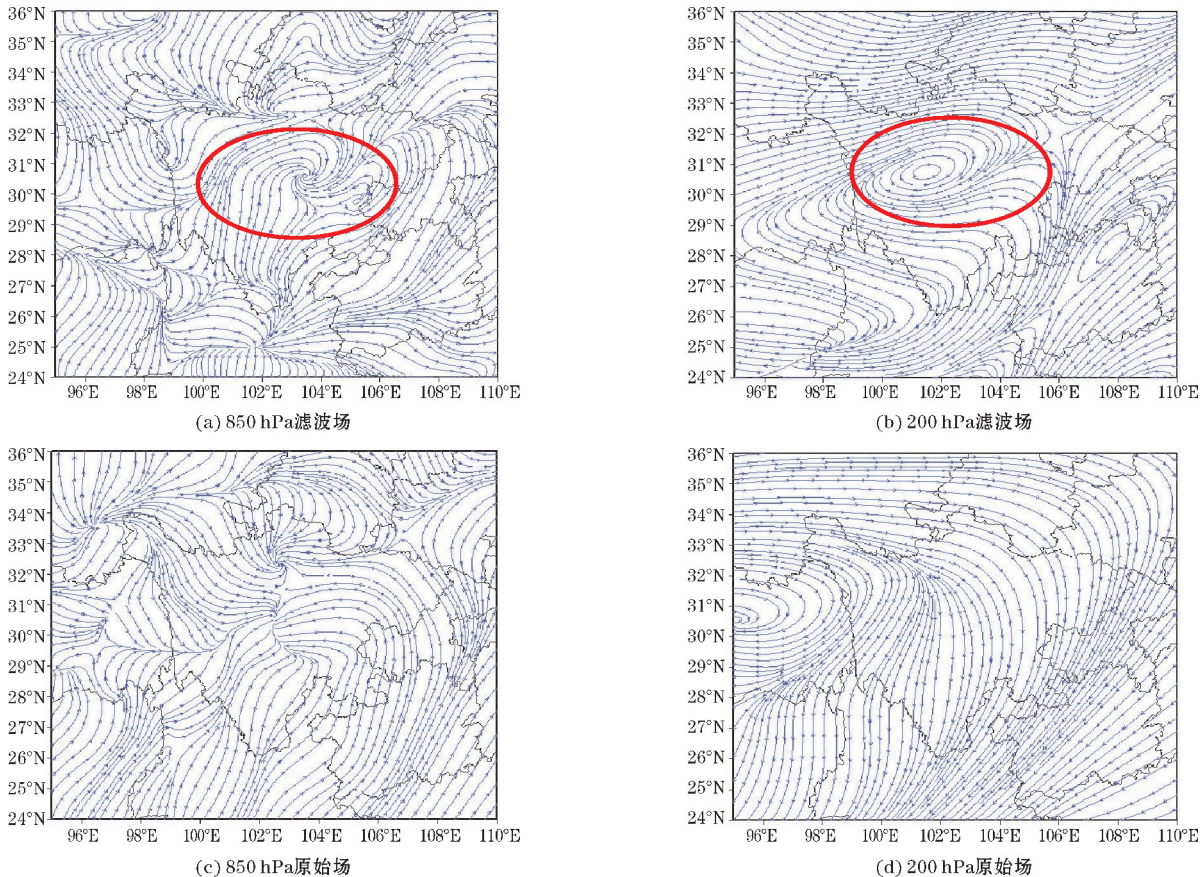 36°N
35°N
34°N
33°N
32°N
31°N
30°N
29°N
28°N
27°N
26°N
25°N
24°N
96°E 98°E 100°E 102°E 104°E 106°E 108°E 110°E
(a) 850 hPa滤波场
36°N
35°N
34°N
33°N
32°N
31°N
30°N
29°N
28°N
27°N
26°N
25°N
24°N
96°E 98°E 100°E 102°E 104°E 106°E 108°E 110°E
(b) 200 hPa滤波场
36°N
35°N
34°N
33°N
32°N
31°N
30°N
29°N
28°N
27°N
26°N
25°N
24°N
96°E 98°E 100°E 102°E 104°E 106°E 108°E 110°E
(c) 850 hPa原始场
36°N
35°N
34°N
33°N
32°N
31°N
30°N
29°N
28°N
27°N
26°N
25°N
24°N
96°E 98°E 100°E 102°E 104°E 106°E 108°E 110°E
(d) 200 hPa原始场